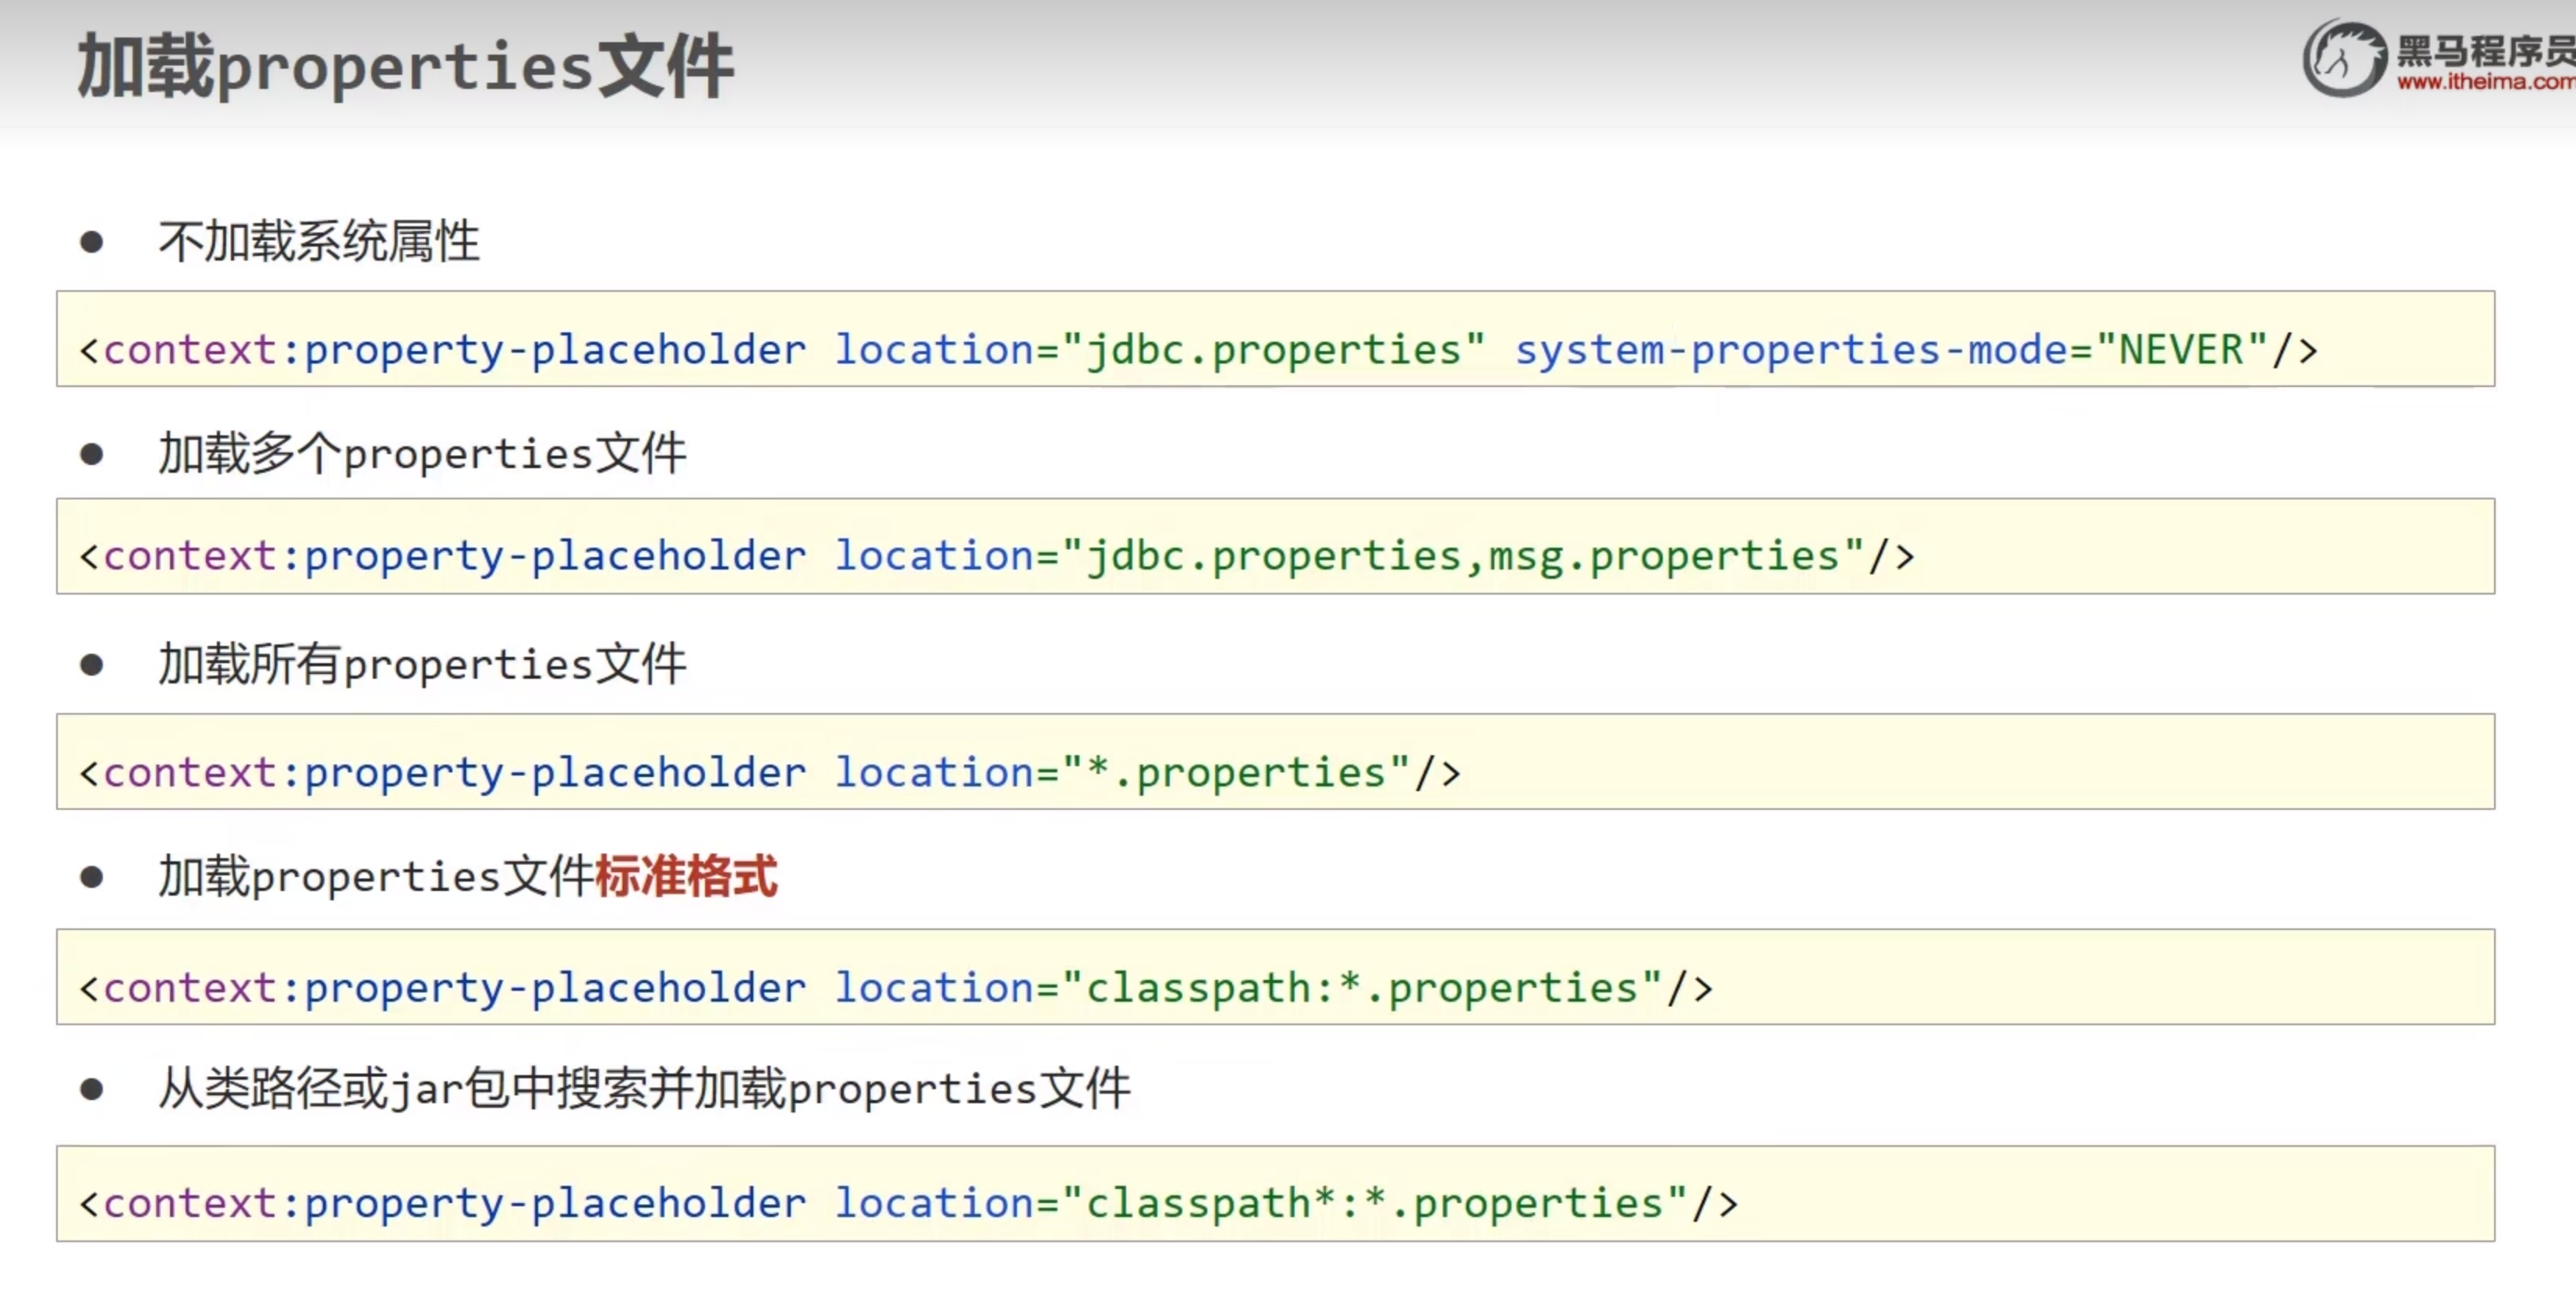 加载properties文件
黑马程序员
www.itheima.com
不加载系统属性
<context:property-placeholder location="jdbc.properties" system-properties-mode="NEVER"/>
加载多个properties文件
<context:property-placeholder location="jdbc.properties,msg.properties"/>
加载所有properties文件
<context:property-placeholder location="*.properties"/>
加载properties文件标准格式
<context:property-placeholder location="classpath:*.properties"/>
从类路径或jar包中搜索并加载properties文件
<context:property-placeholder location="classpath*:*.properties"/>